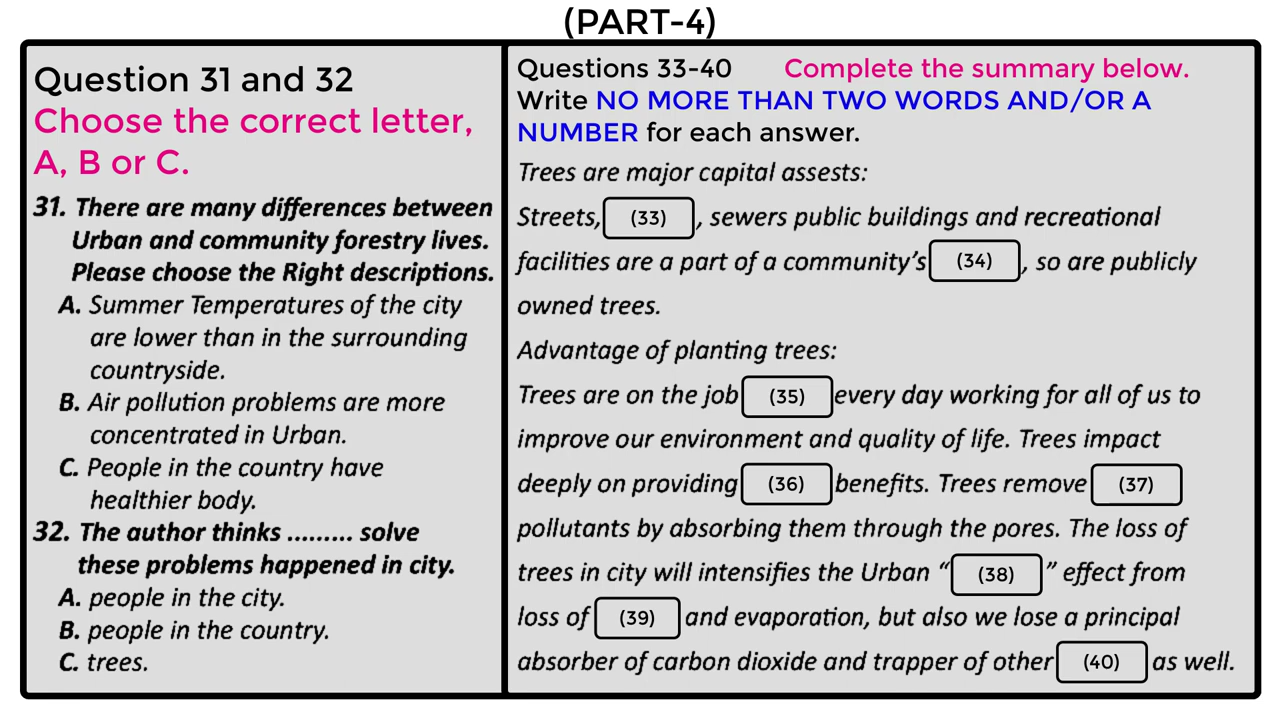 (PART-4)
Question 31 and 32
Choose the correct letter,
A, B or C.
31. There are many differences between
Urban and community forestry lives.
Please choose the Right descriptions.
A. Summer Temperatures of the city
are lower than in the surrounding
countryside.
B. Air pollution problems are more
concentrated in Urban.
C. People in the country have
healthier body.
32. The author thinks ......... solve
these problems happened in city.
A. people in the city.
B. people in the country.
C. trees.
Questions 33-40 Complete the summary below.
Write NO MORE THAN TWO WORDS AND/OR A
NUMBER for each answer.
Trees are major capital assests:
Streets, (33) , sewers public buildings and recreational
facilities are a part of a community's (34) , so are publicly
owned trees.
Advantage of planting trees:
Trees are on the job (35) every day working for all of us to
improve our environment and quality of life. Trees impact
deeply on providing (36) benefits. Trees remove (37)
pollutants by absorbing them through the pores. The loss of
trees in city will intensifies the Urban “ (38) ” effect from
loss of (39) and evaporation, but also we lose a principal
absorber of carbon dioxide and trapper of other (40) as well.